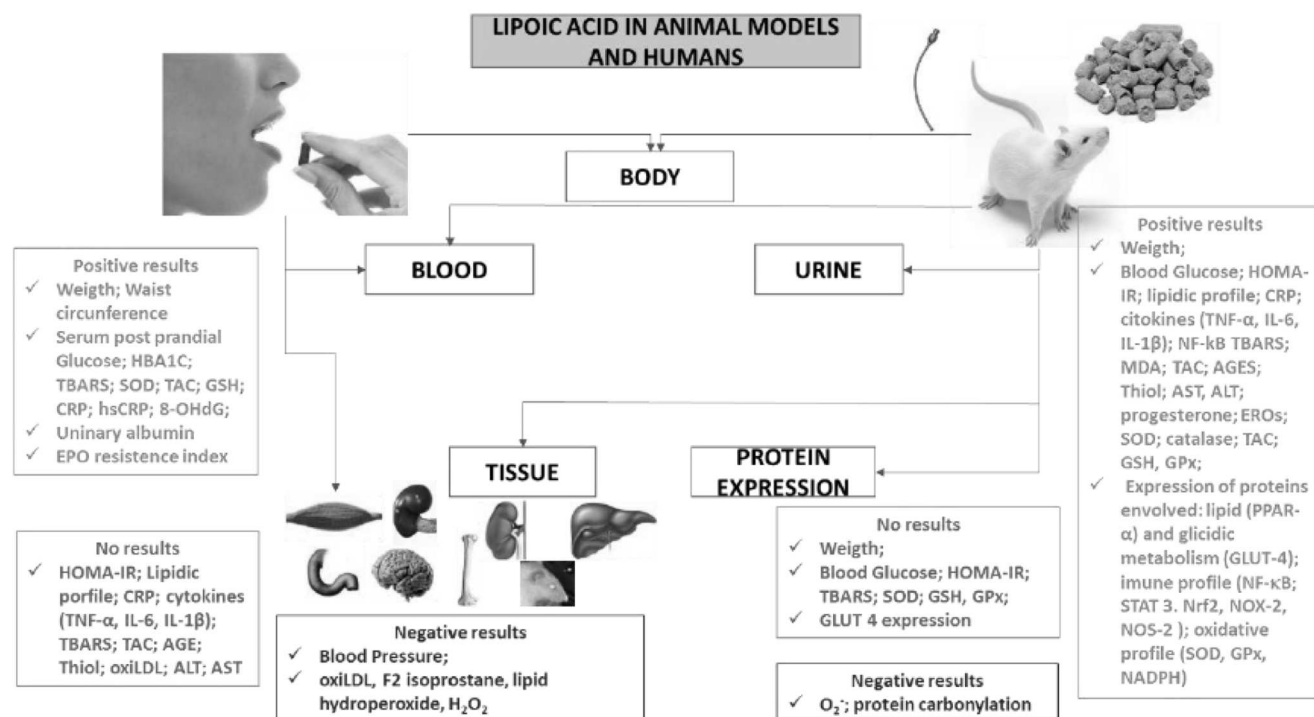 LIPOIC ACID IN ANIMAL MODELS
AND HUMANS
BODY
BLOOD
URINE
TISSUE
PROTEIN
EXPRESSION
Positive results
✓ Weigth; Waist
circunference
✓ Serum post prandial
Glucose; HBA1C;
TBARS; SOD; TAC; GSH;
CRP; hsCRP; 8-OHdG;
✓ Uninary albumin
✓ EPO resistence index
No results
✓ HOMA-IR; Lipidic
porfile; CRP; cytokines
(TNF-α, IL-6, IL-1β);
TBARS; TAC; AGE;
Thiol; oxiLDL; ALT; AST
Negative results
✓ Blood Pressure;
✓ oxiLDL, F2 isoprostane, lipid
hydroperoxide, H₂O₂
No results
✓ Weigth;
✓ Blood Glucose; HOMA-IR;
TBARS; SOD; GSH, GPx;
✓ GLUT 4 expression
Negative results
✓ O₂⁻; protein carbonylation
Positive results
✓ Weigth;
✓ Blood Glucose; HOMA-
IR; lipidic profile; CRP;
citokines (TNF-α, IL-6,
IL-1β); NF-kB TBARS;
MDA; TAC; AGES;
Thiol; AST, ALT;
progesterone; EROs;
SOD; catalase; TAC;
GSH, GPx;
✓ Expression of proteins
envolved: lipid (PPAR-
α) and glicidic
metabolism (GLUT-4);
imune profile (NF-κB;
STAT 3. Nrf2, NOX-2,
NOS-2 ); oxidative
profile (SOD, GPx,
NADPH)